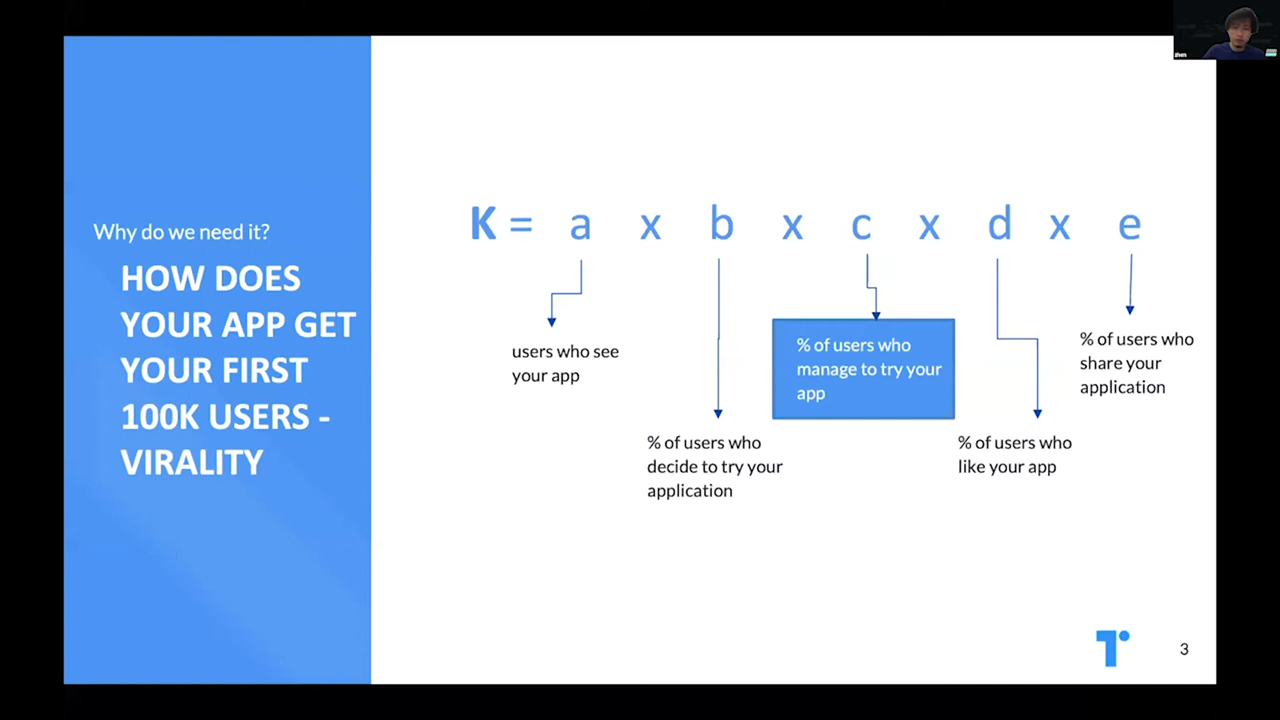 Why do we need it?
HOW DOES
YOUR APP GET
YOUR FIRST
100K USERS -
VIRALITY
K = a x b x c x d x e
users who see
your app
% of users who
decide to try your
application
% of users who
manage to try your
app
% of users who
like your app
% of users who
share your
application
3